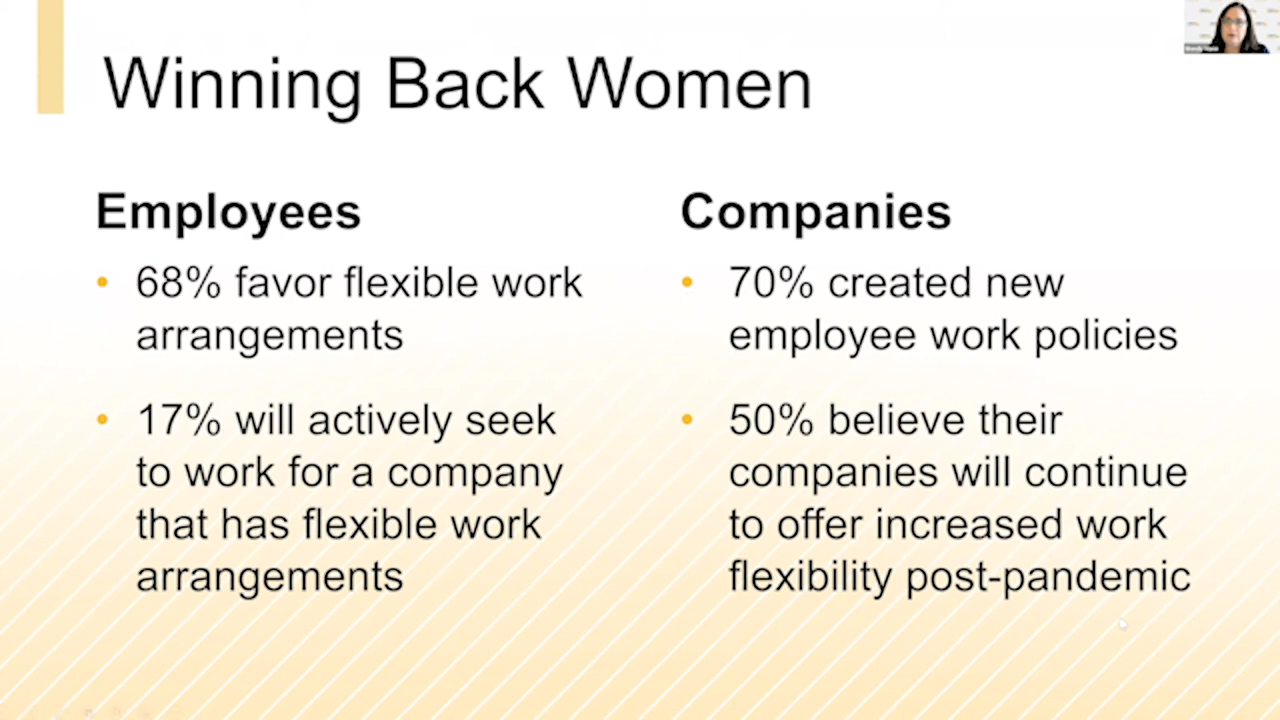 Winning Back Women
Employees
• 68% favor flexible work
arrangements
• 17% will actively seek
to work for a company
that has flexible work
arrangements
Companies
• 70% created new
employee work policies
• 50% believe their
companies will continue
to offer increased work
flexibility post-pandemic